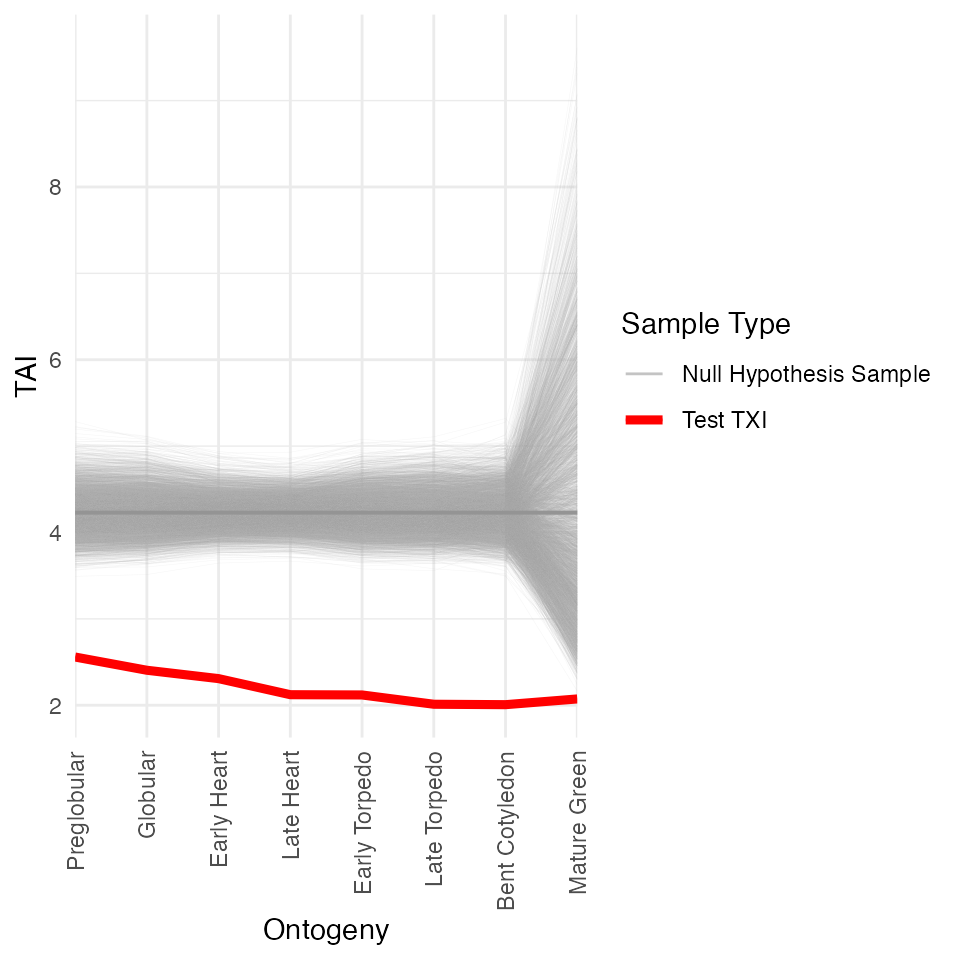 TAI
8
6
4
2
Preglobular
Globular
Early Heart
Late Heart
Early Torpedo
Late Torpedo
Bent Cotyledon
Mature Green
Ontogeny
Sample Type
Null Hypothesis Sample
Test TXI